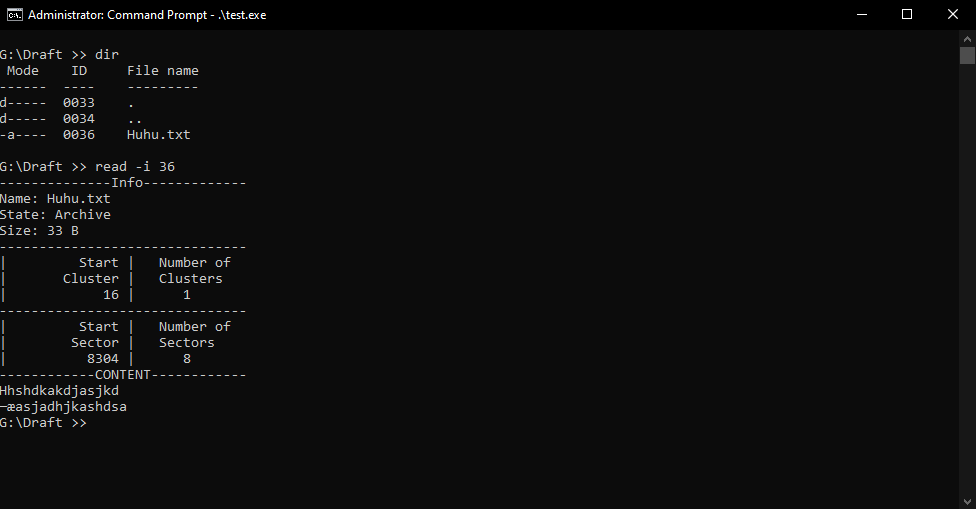 Administrator: Command Prompt - .\test.exe
G:\Draft >> dir
 Mode    ID     File name
------  ----    ---------
d-----  0033    .
d-----  0034    ..
-a----  0036    Huhu.txt
G:\Draft >> read -i 36
--------------Info-------------
Name: Huhu.txt
State: Archive
Size: 33 B
-------------------------------
|         Start |   Number of
|       Cluster |   Clusters
|            16 |      1
-------------------------------
|         Start |   Number of
|        Sector |   Sectors
|          8304 |      8
------------CONTENT------------
Hhshdkakdjasjkd
─æasjadhjkashdsa
G:\Draft >>